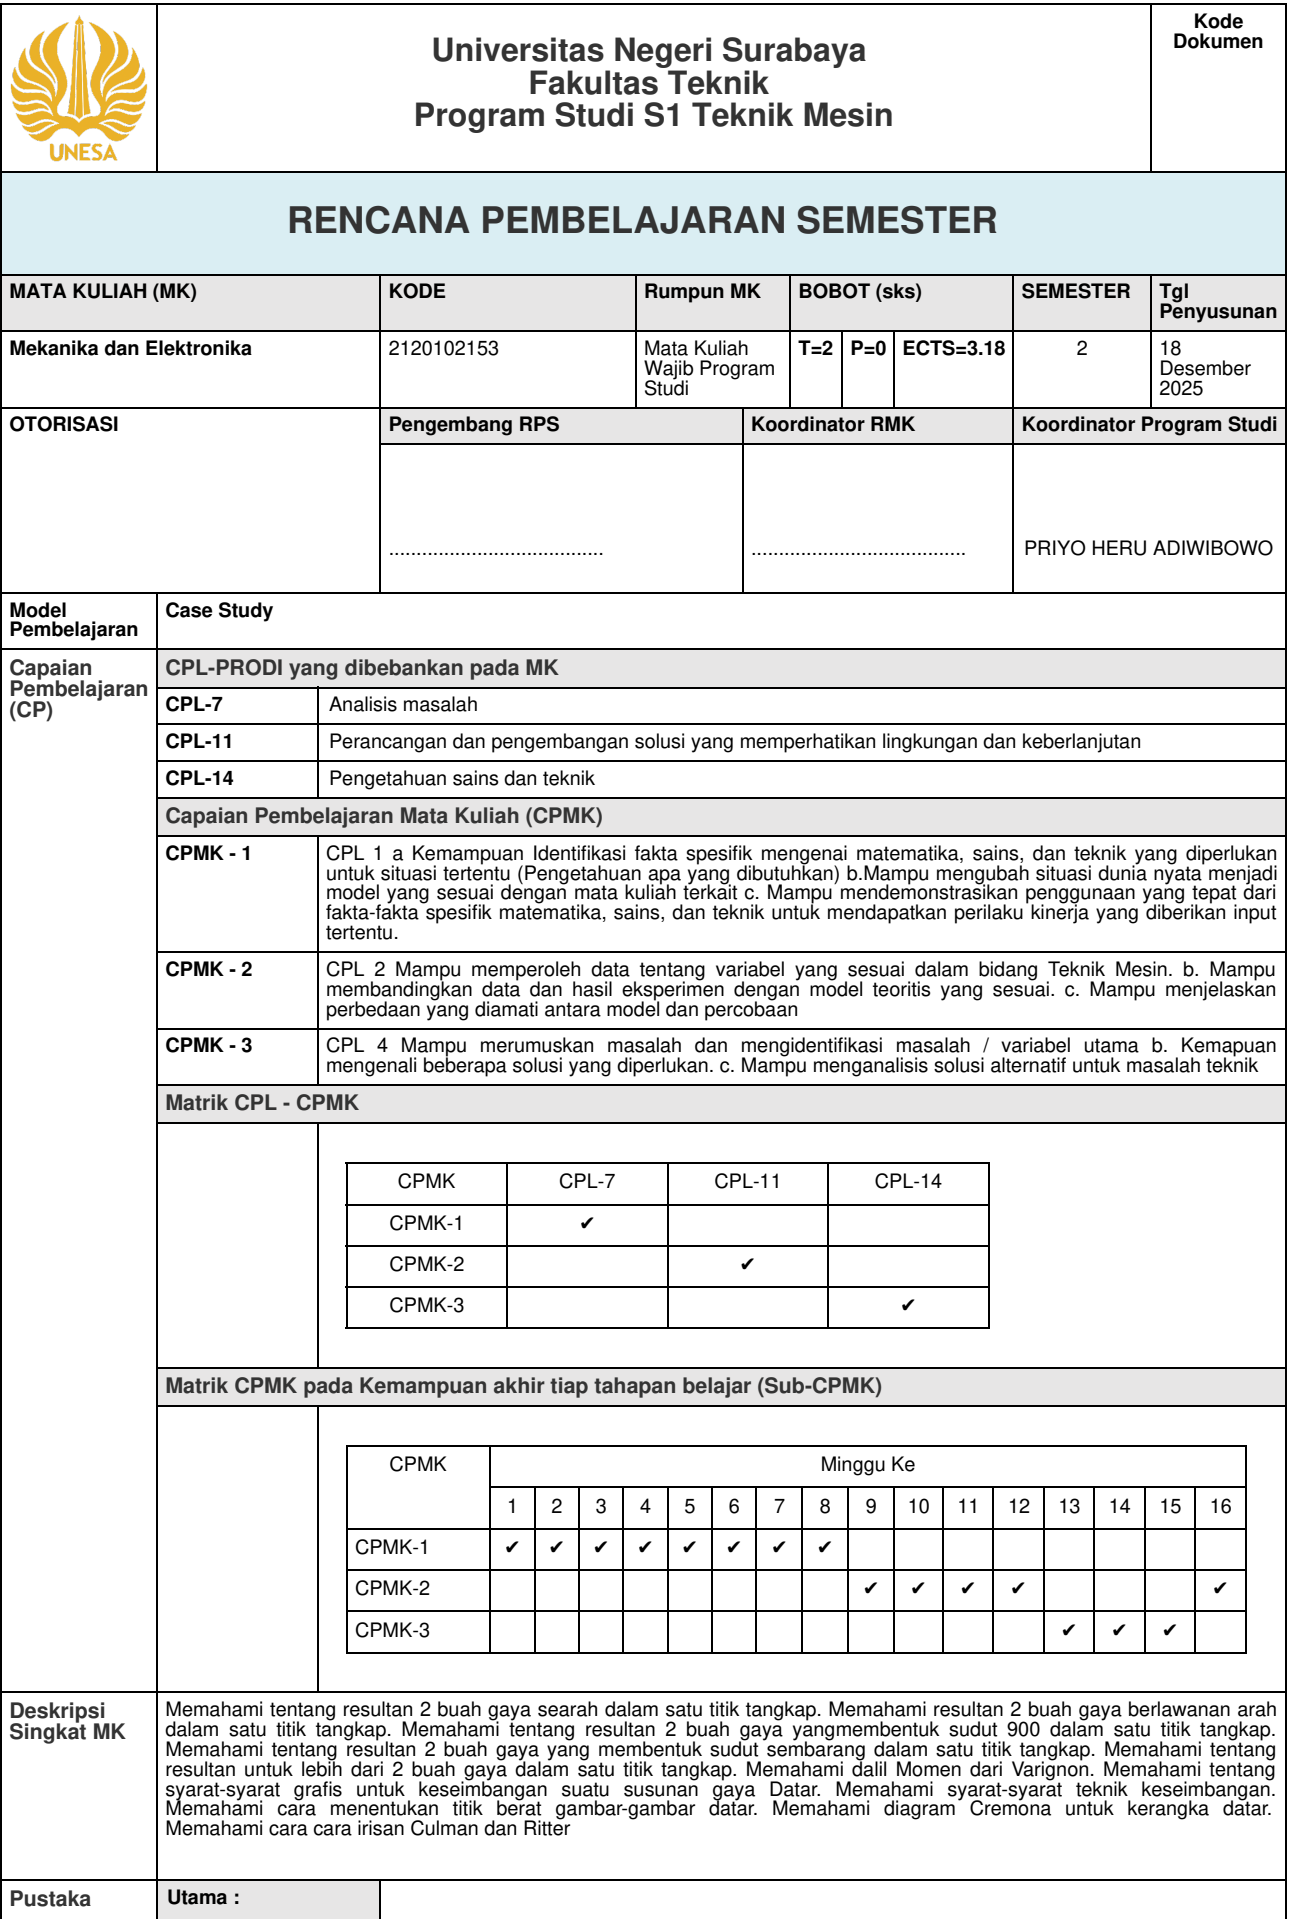 UNESA
Universitas Negeri Surabaya
Fakultas Teknik
Program Studi S1 Teknik Mesin
Kode
Dokumen
RENCANA PEMBELAJARAN SEMESTER
MATA KULIAH (MK) KODE Rumpun MK BOBOT (sks) SEMESTER Tgl
Penyusunan
Mekanika dan Elektronika 2120102153 Mata Kuliah T=2 P=0 ECTS=3.18 2 18
Wajib Program Desember
Studi 2025
OTORISASI Pengembang RPS Koordinator RMK Koordinator Program Studi
....................................... ....................................... PRIYO HERU ADIWIBOWO
Model
Pembelajaran
Case Study
Capaian
Pembelajaran
(CP)
CPL-PRODI yang dibebankan pada MK
CPL-7 Analisis masalah
CPL-11 Perancangan dan pengembangan solusi yang memperhatikan lingkungan dan keberlanjutan
CPL-14 Pengetahuan sains dan teknik
Capaian Pembelajaran Mata Kuliah (CPMK)
CPMK - 1 CPL 1 a Kemampuan Identifikasi fakta spesifik mengenai matematika, sains, dan teknik yang diperlukan
untuk situasi tertentu (Pengetahuan apa yang dibutuhkan) b.Mampu mengubah situasi dunia nyata menjadi
model yang sesuai dengan mata kuliah terkait c. Mampu mendemonstrasikan penggunaan yang tepat dari
fakta-fakta spesifik matematika, sains, dan teknik untuk mendapatkan perilaku kinerja yang diberikan input
tertentu.
CPMK - 2 CPL 2 Mampu memperoleh data tentang variabel yang sesuai dalam bidang Teknik Mesin. b. Mampu
membandingkan data dan hasil eksperimen dengan model teoritis yang sesuai. c. Mampu menjelaskan
perbedaan yang diamati antara model dan percobaan
CPMK - 3 CPL 4 Mampu merumuskan masalah dan mengidentifikasi masalah / variabel utama b. Kemapuan
mengenali beberapa solusi yang diperlukan. c. Mampu menganalisis solusi alternatif untuk masalah teknik
Matrik CPL - CPMK
CPMK CPL-7 CPL-11 CPL-14
CPMK-1 ✔
CPMK-2 ✔
CPMK-3 ✔
Matrik CPMK pada Kemampuan akhir tiap tahapan belajar (Sub-CPMK)
CPMK Minggu Ke
1 2 3 4 5 6 7 8 9 10 11 12 13 14 15 16
CPMK-1 ✔ ✔ ✔ ✔ ✔ ✔ ✔ ✔
CPMK-2 ✔ ✔ ✔ ✔ ✔
CPMK-3 ✔ ✔ ✔
Deskripsi
Singkat MK
Memahami tentang resultan 2 buah gaya searah dalam satu titik tangkap. Memahami resultan 2 buah gaya berlawanan arah
dalam satu titik tangkap. Memahami tentang resultan 2 buah gaya yangmembentuk sudut 900 dalam satu titik tangkap.
Memahami tentang resultan 2 buah gaya yang membentuk sudut sembarang dalam satu titik tangkap. Memahami tentang
resultan untuk lebih dari 2 buah gaya dalam satu titik tangkap. Memahami dalil Momen dari Varignon. Memahami tentang
syarat-syarat grafis untuk keseimbangan suatu susunan gaya Datar. Memahami syarat-syarat teknik keseimbangan.
Memahami cara menentukan titik berat gambar-gambar datar. Memahami diagram Cremona untuk kerangka datar.
Memahami cara cara irisan Culman dan Ritter
Pustaka Utama :